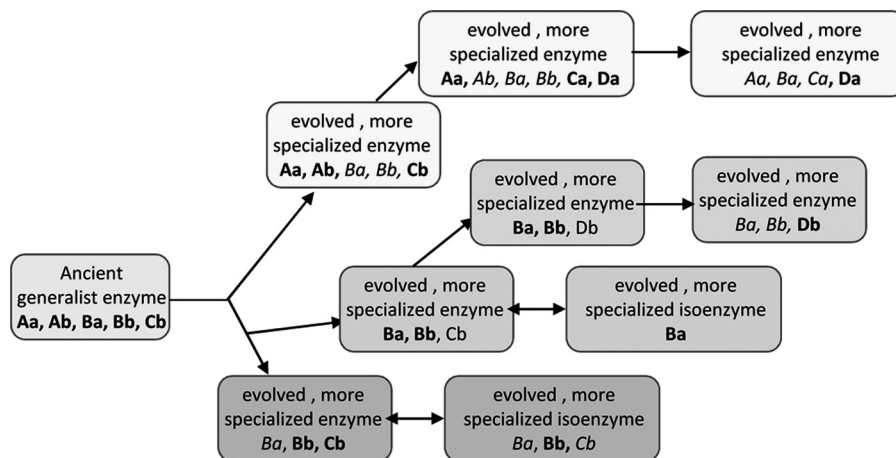 evolved , more
specialized enzyme
Aa, Ab, Ba, Bb, Ca, Da
evolved , more
specialized enzyme
Aa, Ba, Ca, Da
evolved , more
specialized enzyme
Aa, Ab, Ba, Bb, Cb
evolved , more
specialized enzyme
Ba, Bb, Db
evolved , more
specialized enzyme
Ba, Bb, Db
Ancient
generalist enzyme
Aa, Ab, Ba, Bb, Cb
evolved , more
specialized enzyme
Ba, Bb, Cb
evolved , more
specialized isoenzyme
Ba
evolved , more
specialized enzyme
Ba, Bb, Cb
evolved , more
specialized isoenzyme
Ba, Bb, Cb